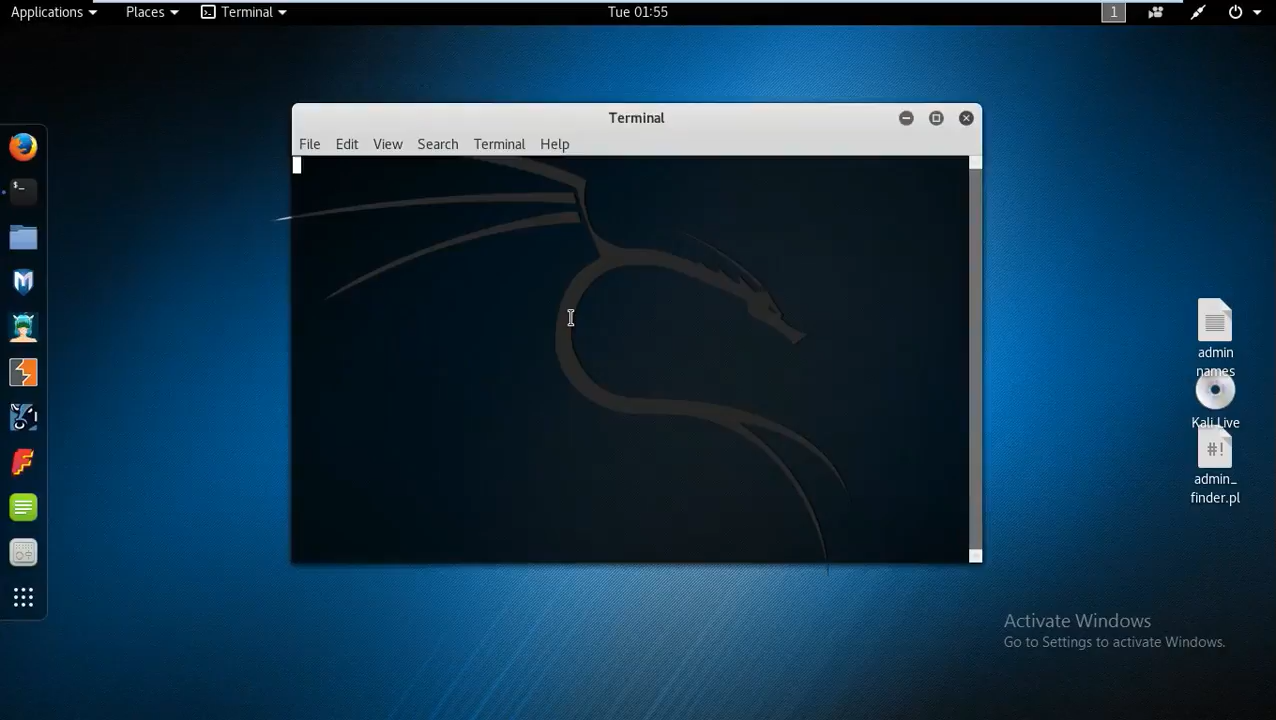 Applications
Places
Terminal
Tue 01:55
1
Terminal
File Edit View Search Terminal Help
admin names
Kali Live
#!
admin_
finder.pl
Activate Windows
Go to Settings to activate Windows.